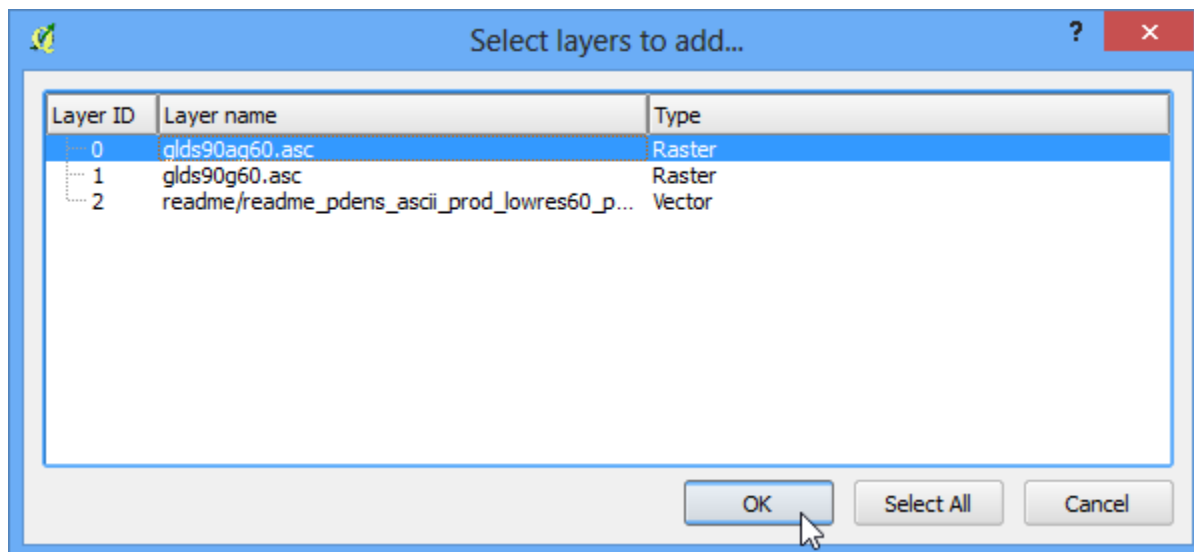 Select layers to add...
?
Layer ID Layer name Type
0 glds90ag60.asc Raster
1 glds90g60.asc Raster
2 readme/readme_pdens_ascii_prod_lowres60_p... Vector
OK Select All Cancel